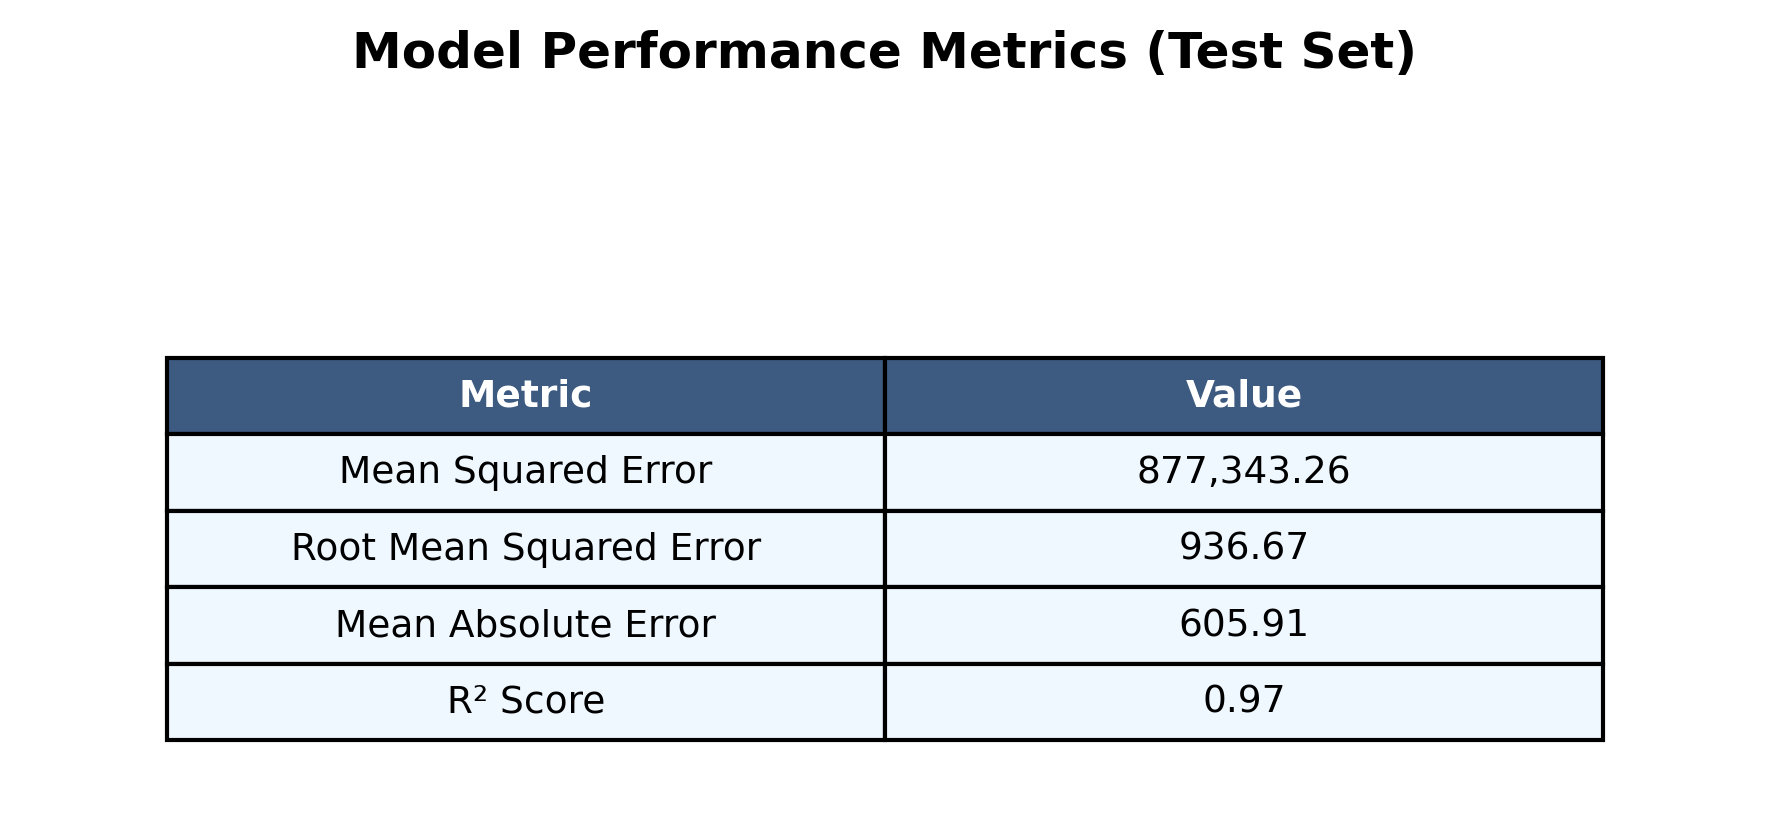 Model Performance Metrics (Test Set)
Metric Value
Mean Squared Error 877,343.26
Root Mean Squared Error 936.67
Mean Absolute Error 605.91
R² Score 0.97